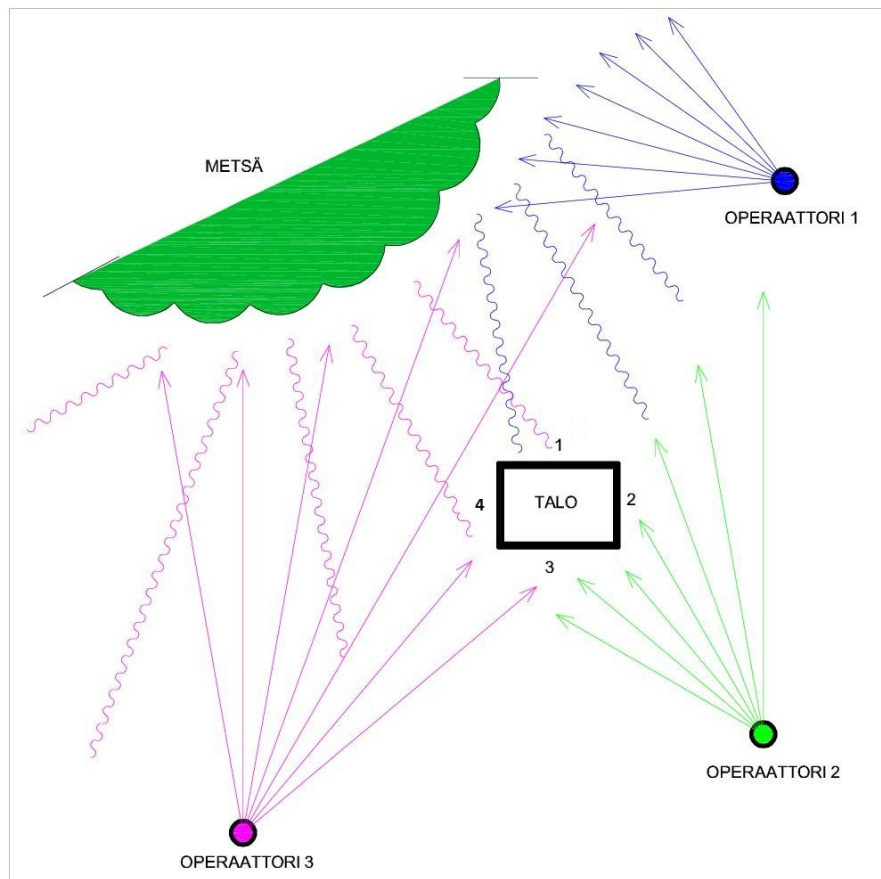 METSÄ
OPERAATTORI 1
1
4
TALO
2
3
OPERAATTORI 2
OPERAATTORI 3